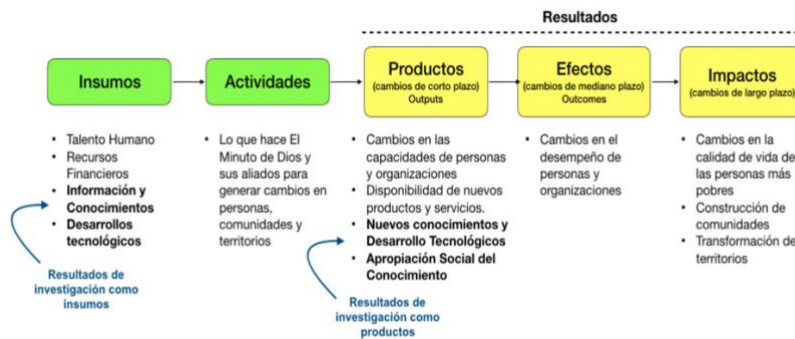 Resultados
Insumos
Actividades
Productos
(cambios de corto plazo)
Outputs
Efectos
(cambios de mediano plazo)
Outcomes
Impactos
(cambios de largo plazo)
• Talento Humano
• Recursos
Financieros
• Información y
Conocimientos
• Desarrollos
tecnológicos
Resultados de
investigación como
insumos
• Lo que hace El
Minuto de Dios y
sus aliados para
generar cambios en
personas,
comunidades y
territorios
• Cambios en las
capacidades de personas
y organizaciones
• Disponibilidad de nuevos
productos y servicios.
• Nuevos conocimientos y
Desarrollo Tecnológicos
• Apropiación Social del
Conocimiento
Resultados de
investigación como
productos
• Cambios en el
desempeño de
personas y
organizaciones
• Cambios en la
calidad de vida de
las personas más
pobres
• Construcción de
comunidades
• Transformación de
territorios